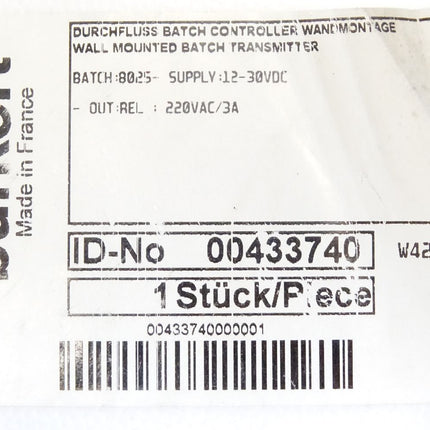 DURCHFLUSS BATCH CONTROLLER WANDMONTAGE
WALL MOUNTED BATCH TRANSMITTER
BATCH:8025- SUPPLY:12-30VDC
- OUT:REL : 220VAC/3A
Made in France
ID-No 00433740
W42
1 Stück/Piece
00433740000001